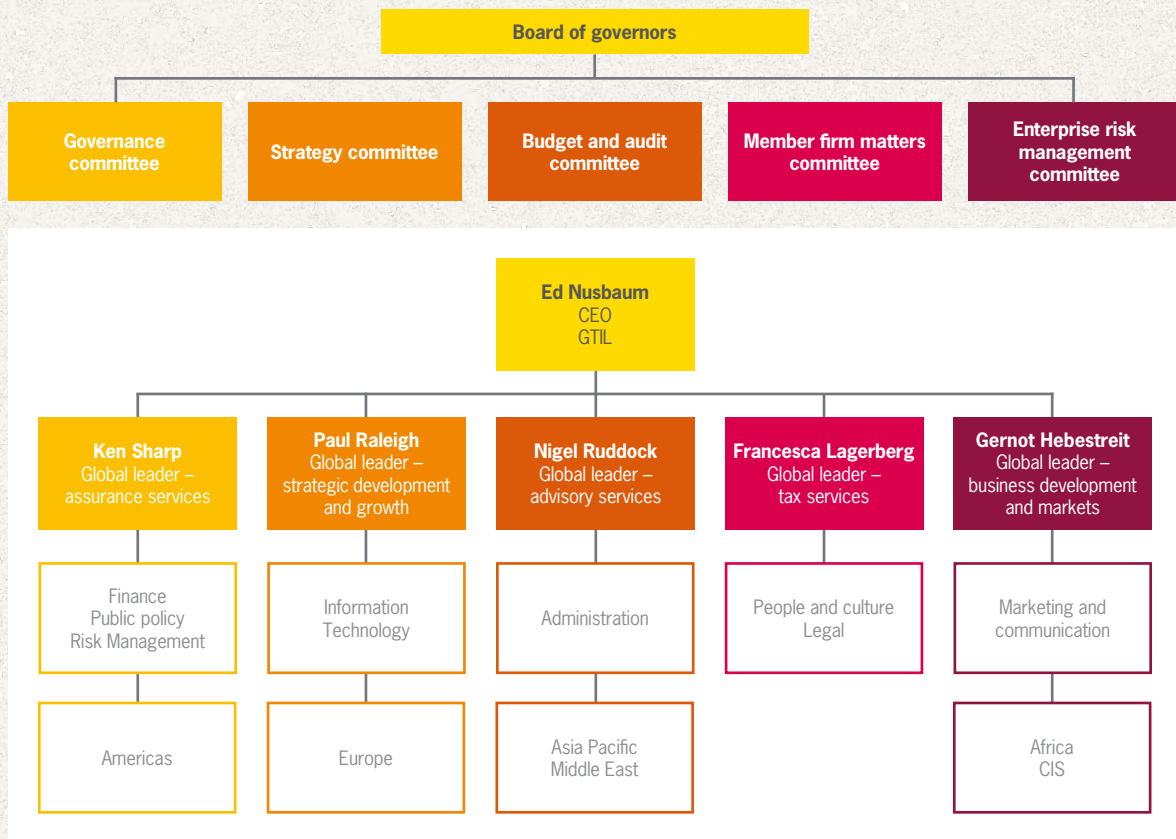 Board of governors
Governance
committee
Strategy committee
Budget and audit
committee
Member firm matters
committee
Enterprise risk
management
committee
Ed Nusbaum
CEO
GTIL
Ken Sharp
Global leader –
assurance services
Paul Raleigh
Global leader –
strategic development
and growth
Nigel Ruddock
Global leader –
advisory services
Francesca Lagerberg
Global leader –
tax services
Gernot Hebestreit
Global leader –
business development
and markets
Finance
Public policy
Risk Management
Information
Technology
Administration
People and culture
Legal
Marketing and
communication
Americas
Europe
Asia Pacific
Middle East
Africa
CIS